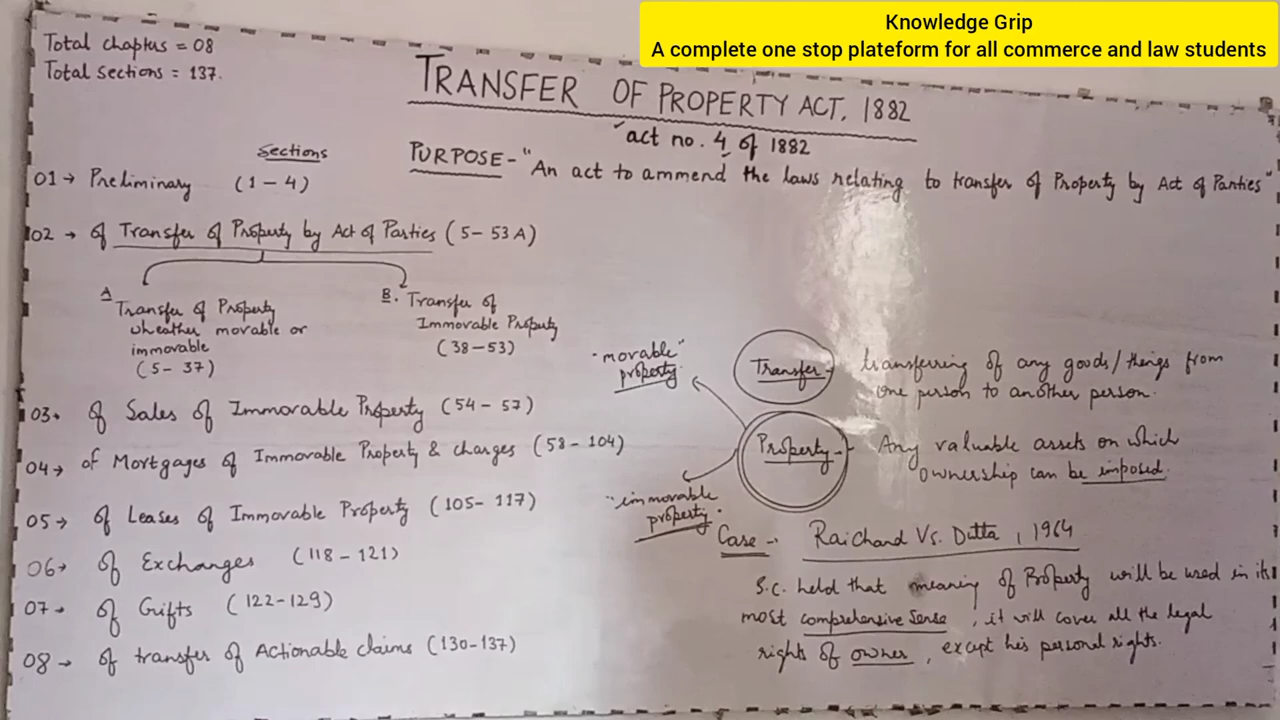 Knowledge Grip
A complete one stop plateform for all commerce and law students
Total chapters = 08
Total sections = 137.
TRANSFER OF PROPERTY ACT, 1882
act no. 4 of 1882
PURPOSE - "An act to ammend the laws relating to transfer of Property by Act of Parties"
Sections
01 → Preliminary (1 - 4)
02 → of Transfer of Property by Act of Parties (5 - 53A)
A Transfer of Property
wheather movable or
immovable
(5 - 37)
B. Transfer of
Immovable Property
(38 - 53)
03 → of Sales of Immovable Property (54 - 57)
04 → of Mortgages of Immovable Property & charges (58 - 104)
05 → of Leases of Immovable Property (105 - 117)
06 → of Exchanges (118 - 121)
07 → of Gifts (122 - 129)
08 → of transfer of Actionable claims (130 - 137)
"movable"
property
Transfer - transferring of any goods/things from
one person to another person.
Property - Any valuable assets on which
ownership can be imposed.
"immovable
property"
Case - Raichand Vs. Dutta, 1964
S.C. held that meaning of Property will be used in its
most comprehensive sense, it will cover all the legal
rights of owner, except his personal rights.